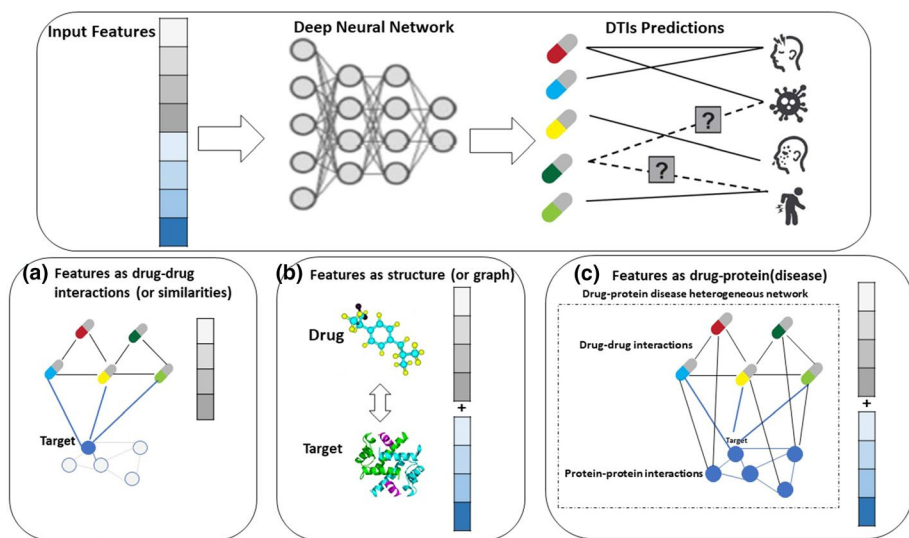 Input Features
Deep Neural Network
DTIs Predictions
?
?
(a) Features as drug-drug
interactions (or similarities)
Target
(b) Features as structure (or graph)
Drug
Target
+
(c) Features as drug-protein(disease)
Drug-protein disease heterogeneous network
Drug-drug interactions
Target
Protein-protein interactions
+